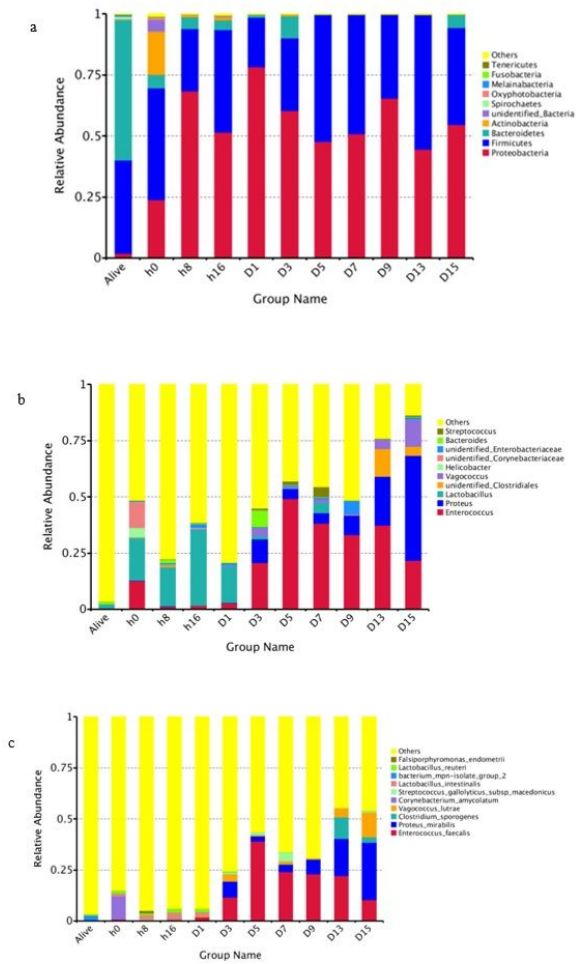 a
1
0.75
0.5
0.25
0
Relative Abundance
Alive
h0
h8
h16
D1
D3
D5
D7
D9
D13
D15
Group Name
Others
Tenericutes
Fusobacteria
Melainabacteria
Oxyphotobacteria
Spirochaetes
unidentified_Bacteria
Actinobacteria
Bacteroidetes
Firmicutes
Proteobacteria
b
1
0.75
0.5
0.25
0
Relative Abundance
Alive
h0
h8
h16
D1
D3
D5
D7
D9
D13
D15
Group Name
Others
Streptococcus
Bacteroides
unidentified_Enterobacteriaceae
unidentified_Corynebacteriaceae
Helicobacter
Vagococcus
unidentified_Clostridiales
Lactobacillus
Proteus
Enterococcus
c
1
0.75
0.5
0.25
0
Relative Abundance
Alive
h0
h8
h16
D1
D3
D5
D7
D9
D13
D15
Group Name
Others
Falsiporphyromonas_endometrii
Lactobacillus_reuteri
bacterium_mpn-isolate_group_2
Lactobacillus_intestinalis
Streptococcus_gallolyticus_subsp_macedonicus
Corynebacterium_amycolatum
Vagococcus_lutrae
Clostridium_sporogenes
Proteus_mirabilis
Enterococcus_faecalis